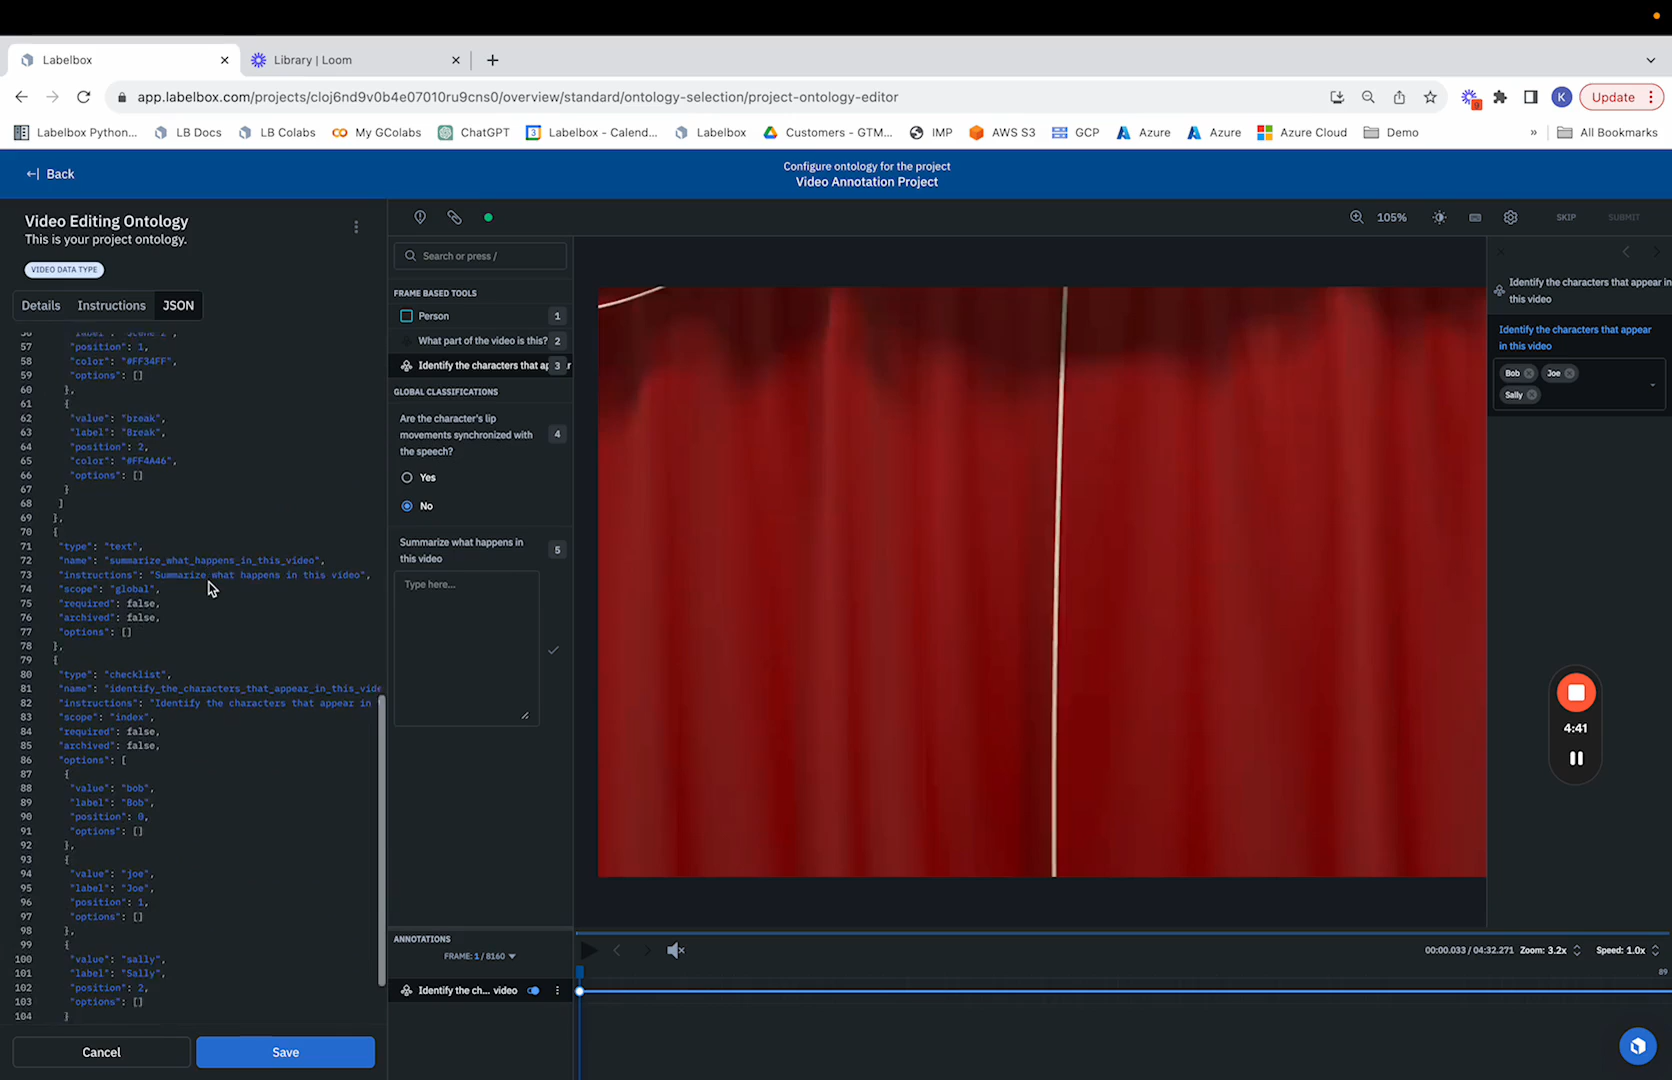 Labelbox
Library | Loom
app.labelbox.com/projects/cloj6nd9v0b4e07010ru9cns0/overview/standard/ontology-selection/project-ontology-editor
Update
Labelbox Python...
LB Docs
LB Colabs
My GColabs
ChatGPT
Labelbox - Calend...
Labelbox
Customers - GTM...
IMP
AWS S3
GCP
Azure
Azure
Azure Cloud
Demo
»
All Bookmarks
Back
Configure ontology for the project
Video Annotation Project
Video Editing Ontology
This is your project ontology.
VIDEO DATA TYPE
Details
Instructions
JSON
57 "position": 1,
58 "color": "#FF34FF",
59 "options": []
60 },
61 {
62 "value": "break",
63 "label": "Break",
64 "position": 2,
65 "color": "#FF4A46",
66 "options": []
67 }
68 ]
69 },
70 {
71 "type": "text",
72 "name": "summarize_what_happens_in_this_video",
73 "instructions": "Summarize what happens in this video",
74 "scope": "global",
75 "required": false,
76 "archived": false,
77 "options": []
78 },
79 {
80 "type": "checklist",
81 "name": "identify_the_characters_that_appear_in_this_vide
82 "instructions": "Identify the characters that appear in
83 "scope": "index",
84 "required": false,
85 "archived": false,
86 "options": [
87 {
88 "value": "bob",
89 "label": "Bob",
90 "position": 0,
91 "options": []
92 },
93 {
94 "value": "joe",
95 "label": "Joe",
96 "position": 1,
97 "options": []
98 },
99 {
100 "value": "sally",
101 "label": "Sally",
102 "position": 2,
103 "options": []
104 }
Cancel
Save
105%
SKIP
SUBMIT
Search or press /
FRAME BASED TOOLS
Person 1
What part of the video is this? 2
Identify the characters that 3
GLOBAL CLASSIFICATIONS
Are the character's lip
movements synchronized with 4
the speech?
Yes
No
Summarize what happens in 5
this video
Type here...
ANNOTATIONS
FRAME: 1 / 8160
Identify the ch... video
00:00.033 / 04:32.271 Zoom: 3.2x Speed: 1.0x
89
Identify the characters that appear in
this video
Identify the characters that appear
in this video
Bob
Joe
Sally
4:41
K